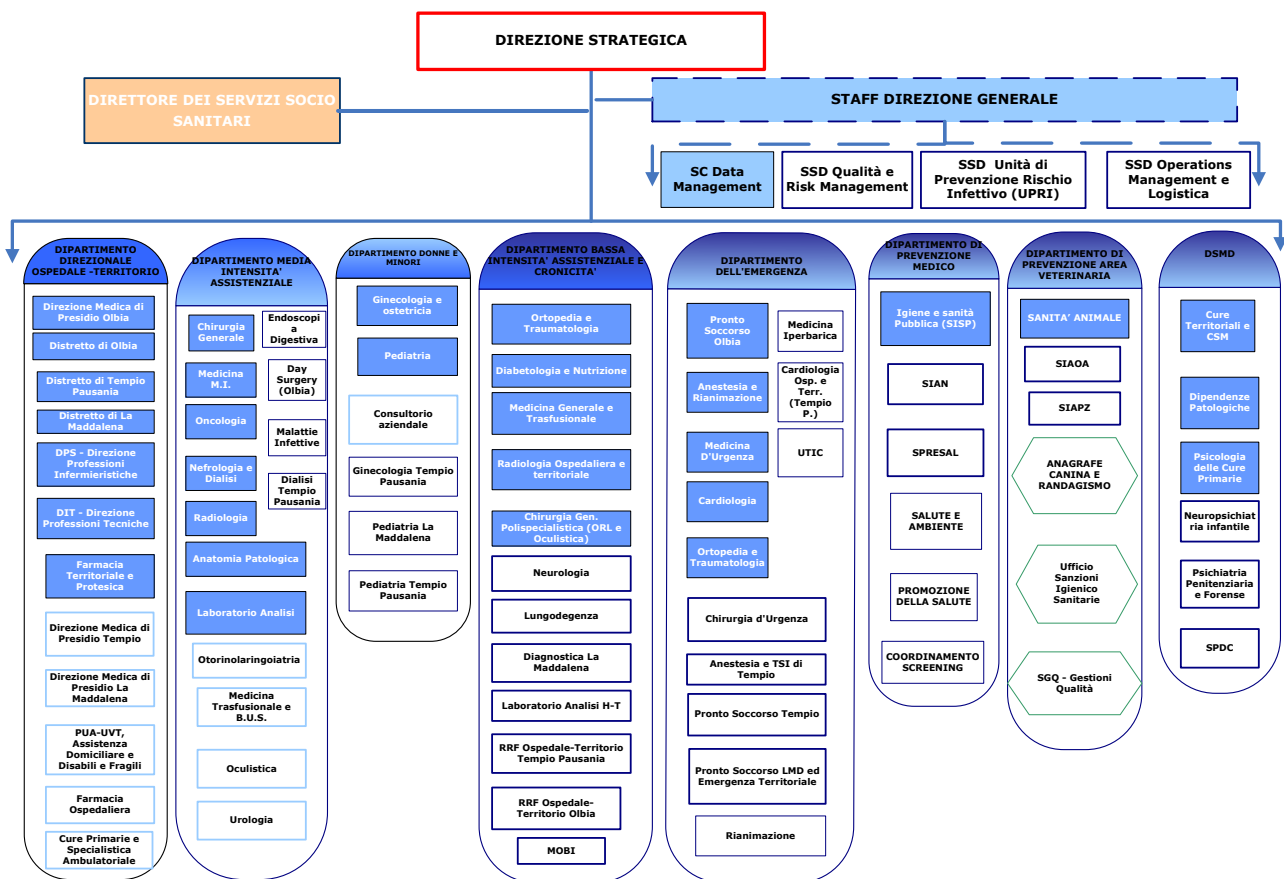 DIREZIONE STRATEGICA
DIRETTORE DEI SERVIZI SOCIO
SANITARI
STAFF DIREZIONE GENERALE
SC Data
Management
SSD Qualità e
Risk Management
SSD Unità di
Prevenzione Rischio
Infettivo (UPRI)
SSD Operations
Management e
Logistica
DIPARTIMENTO
DIREZIONALE
OSPEDALE -TERRITORIO
Direzione Medica di
Presidio Olbia
Distretto di Olbia
Distretto di Tempio
Pausania
Distretto di La
Maddalena
DPS - Direzione
Professioni
Infermieristiche
DIT - Direzione
Professioni Tecniche
Farmacia
Territoriale e
Protesica
Direzione Medica di
Presidio Tempio
Direzione Medica di
Presidio La
Maddalena
PUA-UVT,
Assistenza
Domiciliare e
Disabili e Fragili
Farmacia
Ospedaliera
Cure Primarie e
Specialistica
Ambulatoriale
DIPARTIMENTO MEDIA
INTENSITA'
ASSISTENZIALE
Chirurgia
Generale
Endoscopi
a
Digestiva
Medicina
M.I.
Day
Surgery
(Olbia)
Oncologia
Malattie
Infettive
Nefrologia e
Dialisi
Dialisi
Tempio
Pausania
Radiologia
Anatomia Patologica
Laboratorio Analisi
Otorinolaringoiatria
Medicina
Trasfusionale e
B.U.S.
Oculistica
Urologia
DIPARTIMENTO DONNE E
MINORI
Ginecologia e
ostetricia
Pediatria
Consultorio
aziendale
Ginecologia Tempio
Pausania
Pediatria La
Maddalena
Pediatria Tempio
Pausania
DIPARTIMENTO BASSA
INTENSITA' ASSISTENZIALE E
CRONICITA'
Ortopedia e
Traumatologia
Diabetologia e Nutrizione
Medicina Generale e
Trasfusionale
Radiologia Ospedaliera e
territoriale
Chirurgia Gen.
Polispecialistica (ORL e
Oculistica)
Neurologia
Lungodegenza
Diagnostica La
Maddalena
Laboratorio Analisi H-T
RRF Ospedale-Territorio
Tempio Pausania
RRF Ospedale-
Territorio Olbia
MOBI
DIPARTIMENTO
DELL'EMERGENZA
Pronto
Soccorso
Olbia
Medicina
Iperbarica
Anestesia e
Rianimazione
Cardiologia
Osp. e
Terr.
(Tempio
P.)
Medicina
D'Urgenza
UTIC
Cardiologia
Ortopedia e
Traumatologia
Chirurgia d'Urgenza
Anestesia e TSI di
Tempio
Pronto Soccorso Tempio
Pronto Soccorso LMD ed
Emergenza Territoriale
Rianimazione
DIPARTIMENTO DI
PREVENZIONE
MEDICO
Igiene e sanità
Pubblica (SISP)
SIAN
SPRESAL
SALUTE E
AMBIENTE
PROMOZIONE
DELLA SALUTE
COORDINAMENTO
SCREENING
DIPARTIMENTO DI
PREVENZIONE AREA
VETERINARIA
SANITA' ANIMALE
SIAOA
SIAPZ
ANAGRAFE
CANINA E
RANDAGISMO
Ufficio
Sanzioni
Igienico
Sanitarie
SGQ - Gestioni
Qualità
DSMD
Cure
Territoriali e
CSM
Dipendenze
Patologiche
Psicologia
delle Cure
Primarie
Neuropsichiat
ria infantile
Psichiatria
Penitenziaria
e Forense
SPDC